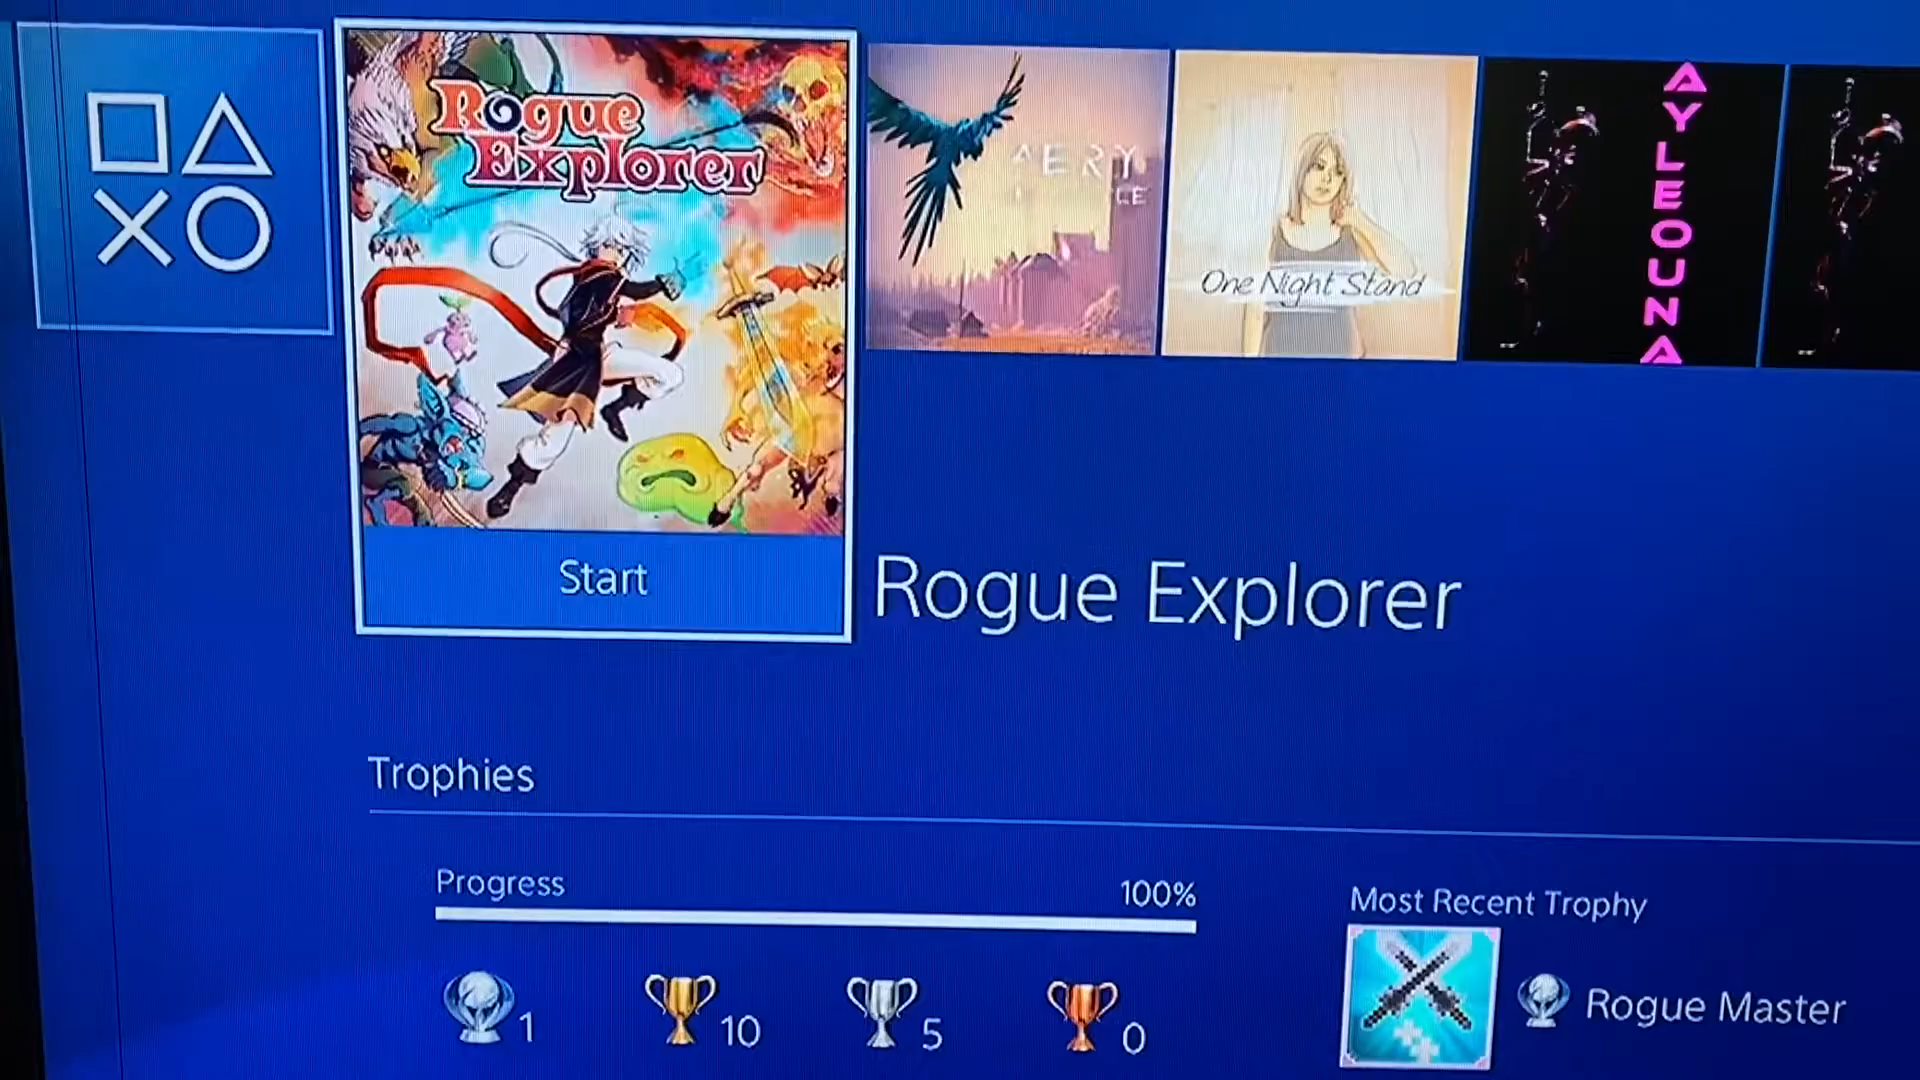 Rogue
Explorer
AERY
One Night Stand
AYLEOUNA
Start
Rogue Explorer
Trophies
Progress
100%
Most Recent Trophy
1
10
5
0
Rogue Master